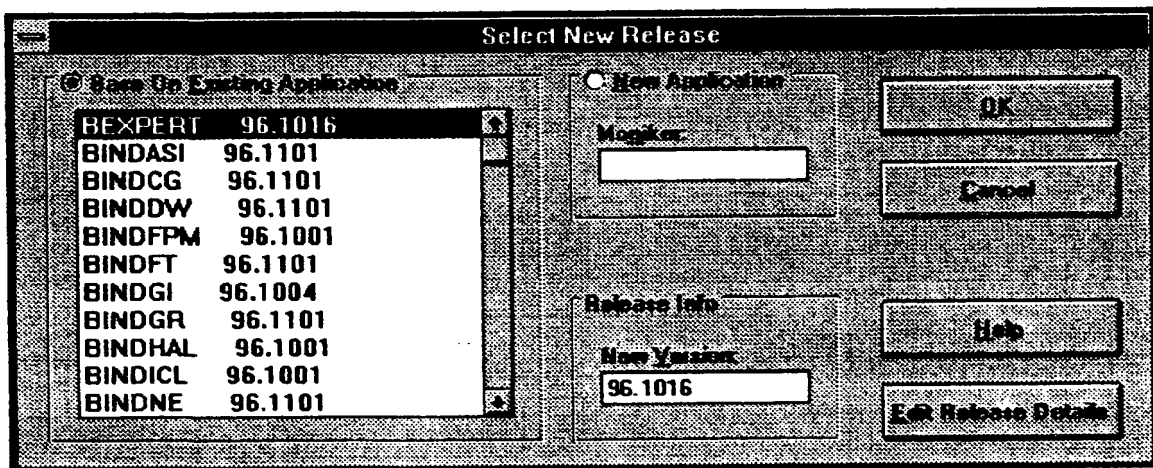 Select New Release
Base On Existing Application
BEXPERT 96.1016
BINDASI 96.1101
BINDCG 96.1101
BINDDW 96.1101
BINDFPM 96.1001
BINDFT 96.1101
BINDGI 96.1004
BINDGR 96.1101
BINDHAL 96.1001
BINDICL 96.1001
BINDNE 96.1101
New Application
Moniker:
Release Info
New Version:
96.1016
OK
Cancel
Help
Edit Release Details